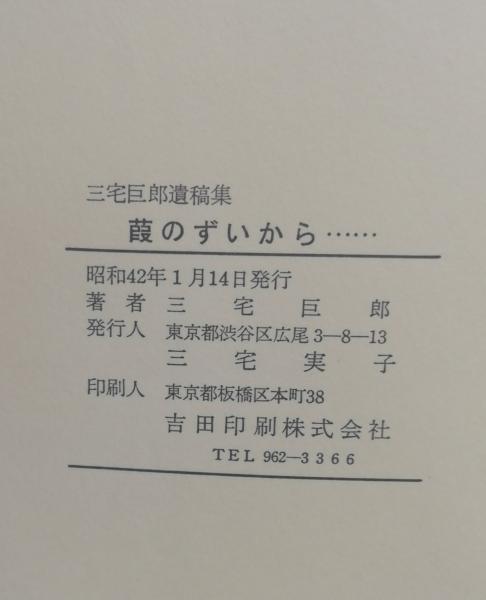 三宅巨郎遺稿集
葭のずいから……
昭和42年1月14日発行
著者 三宅巨郎
発行人 東京都渋谷区広尾3―8―13
三宅実子
印刷人 東京都板橋区本町38
吉田印刷株式会社
TEL 962―3366